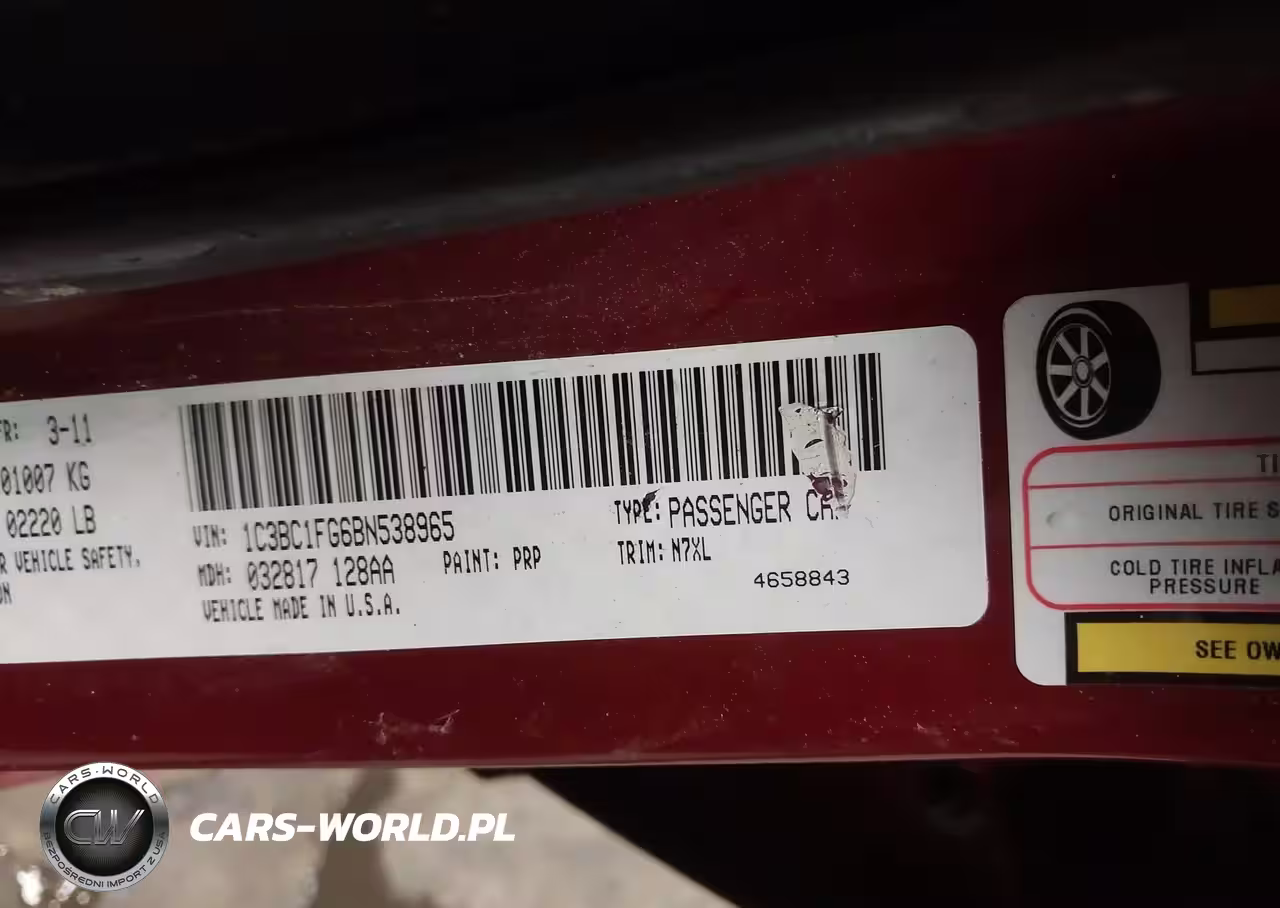 FR: 3-11
01007 KG
02220 LB
R VEHICLE SAFETY,
ON
VIN: 1C3BC1FG6BN538965
TYPE: PASSENGER
MDH: 032817 128AA
PAINT: PRP
TRIM: N7XL
VEHICLE MADE IN U.S.A.
4658843
TI
ORIGINAL TIRE S
COLD TIRE INFLA
PRESSURE
SEE OW
CARS-WORLD
CW
BEZPOŚREDNI IMPORT Z USA
CARS-WORLD.PL